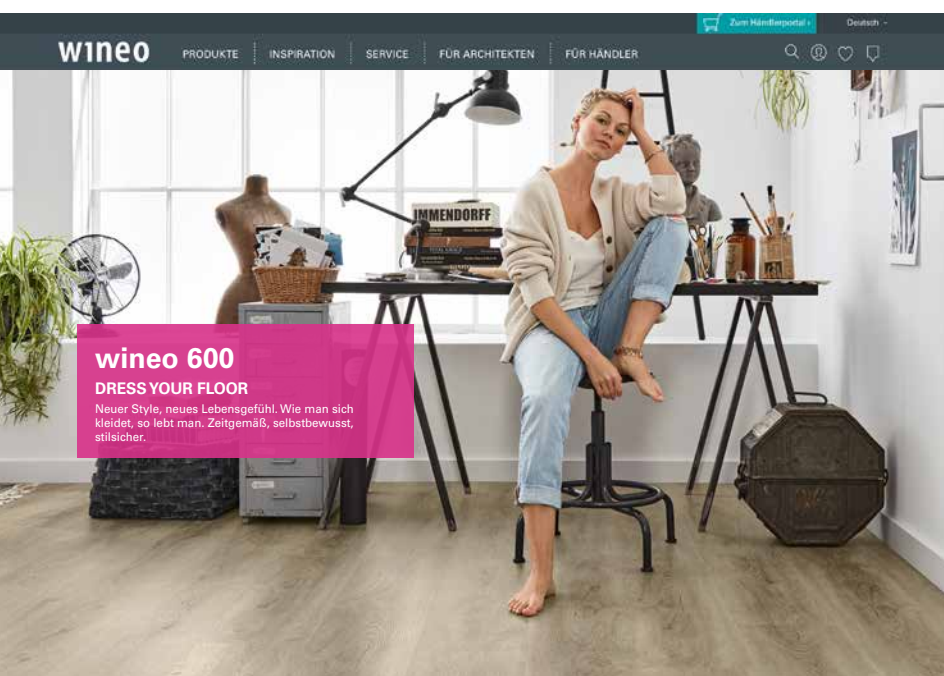 Zum Händlerportal ›
Deutsch
wineo
PRODUKTE
INSPIRATION
SERVICE
FÜR ARCHITEKTEN
FÜR HÄNDLER
IMMENDORFF
wineo 600
DRESS YOUR FLOOR
Neuer Style, neues Lebensgefühl. Wie man sich
kleidet, so lebt man. Zeitgemäß, selbstbewusst,
stilsicher.